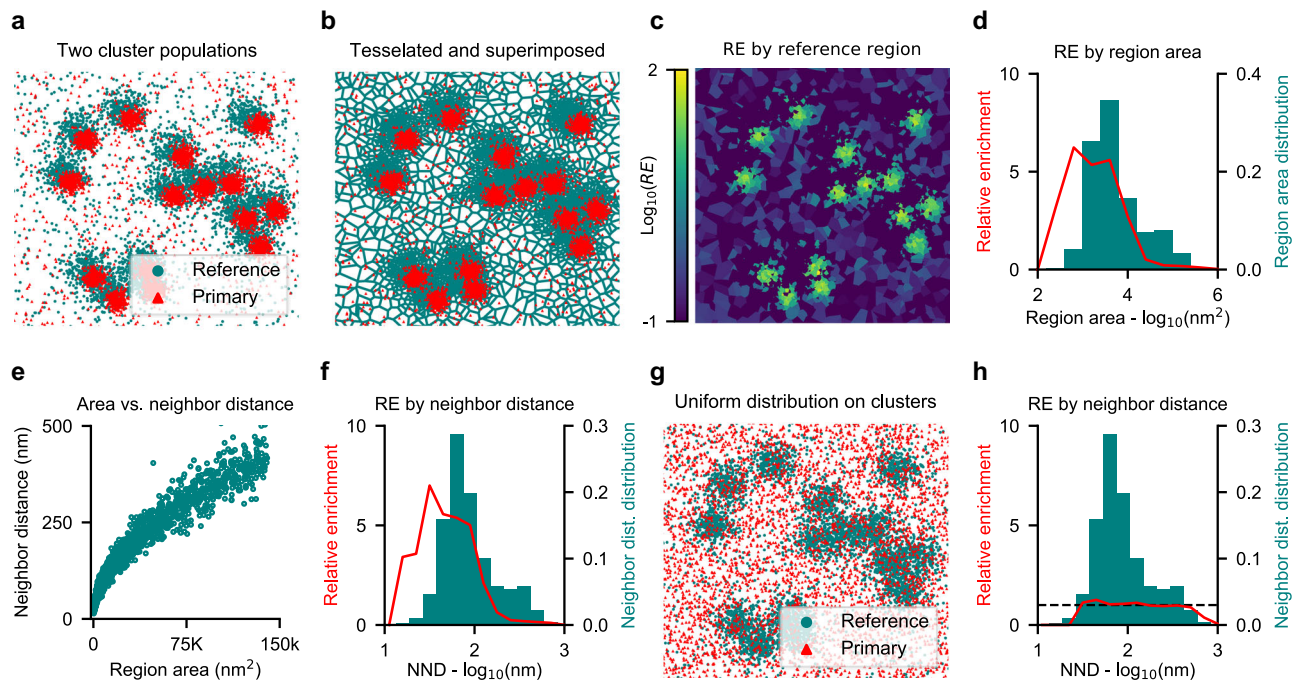 a
Two cluster populations
Reference
Primary
b
Tesselated and superimposed
c
RE by reference region
2
Log10(RE)
-1
d
RE by region area
10
5
0
Relative enrichment
0.4
0.2
0.0
Region area distribution
2
4
6
Region area - log10(nm2)
e
Area vs. neighbor distance
500
250
0
Neighbor distance (nm)
0
75K
150k
Region area (nm2)
f
RE by neighbor distance
10
5
0
Relative enrichment
0.3
0.2
0.1
0.0
Neighbor dist. distribution
1
2
3
NND - log10(nm)
g
Uniform distribution on clusters
Reference
Primary
h
RE by neighbor distance
10
5
0
Relative enrichment
0.3
0.2
0.1
0.0
Neighbor dist. distribution
1
2
3
NND - log10(nm)